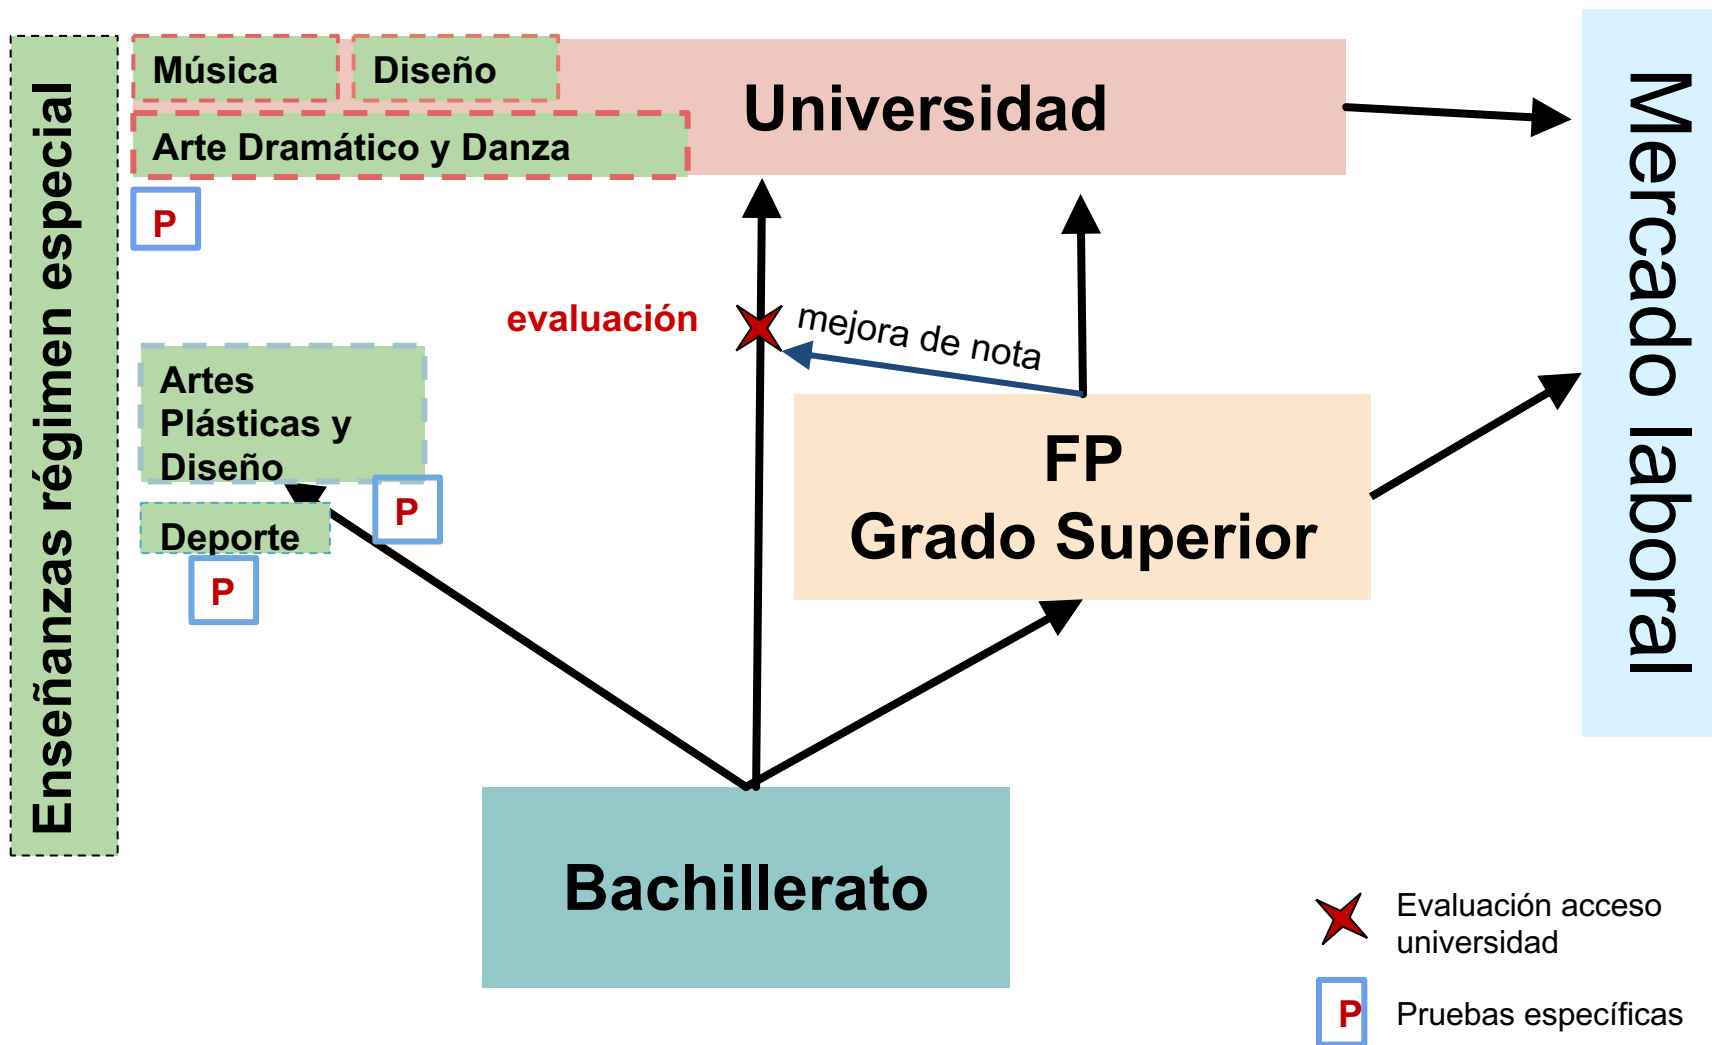 Enseñanzas régimen especial
Música
Diseño
Arte Dramático y Danza
P
Universidad
Mercado laboral
evaluación
mejora de nota
Artes
Plásticas y
Diseño
P
Deporte
P
FP
Grado Superior
Bachillerato
Evaluación acceso
universidad
P
Pruebas específicas